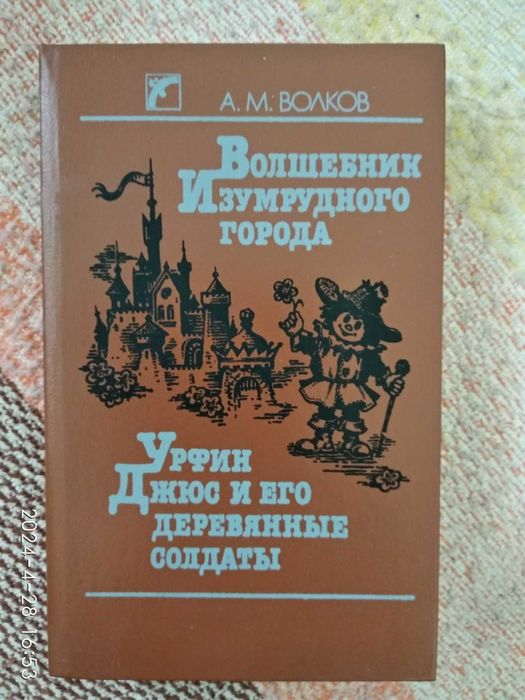 А. М. ВОЛКОВ
ВОЛШЕБНИК
ИЗУМРУДНОГО
ГОРОДА
УРФИН
ДЖЮС И ЕГО
ДЕРЕВЯННЫЕ
СОЛДАТЫ
2024-4-28 16:53